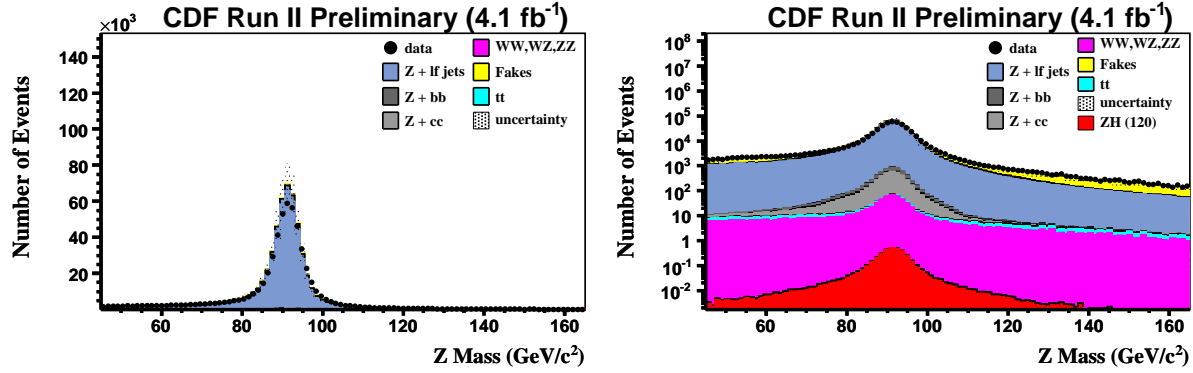 CDF Run II Preliminary (4.1 fb⁻¹)
×10³
140
120
100
80
60
40
20
Number of Events
data
Z + lf jets
Z + bb
Z + cc
WW,WZ,ZZ
Fakes
tt
uncertainty
60 80 100 120 140 160
Z Mass (GeV/c²)
CDF Run II Preliminary (4.1 fb⁻¹)
10⁸
10⁷
10⁶
10⁵
10⁴
10³
10²
10
1
10⁻¹
10⁻²
Number of Events
data
Z + lf jets
Z + bb
Z + cc
WW,WZ,ZZ
Fakes
tt
uncertainty
ZH (120)
60 80 100 120 140 160
Z Mass (GeV/c²)